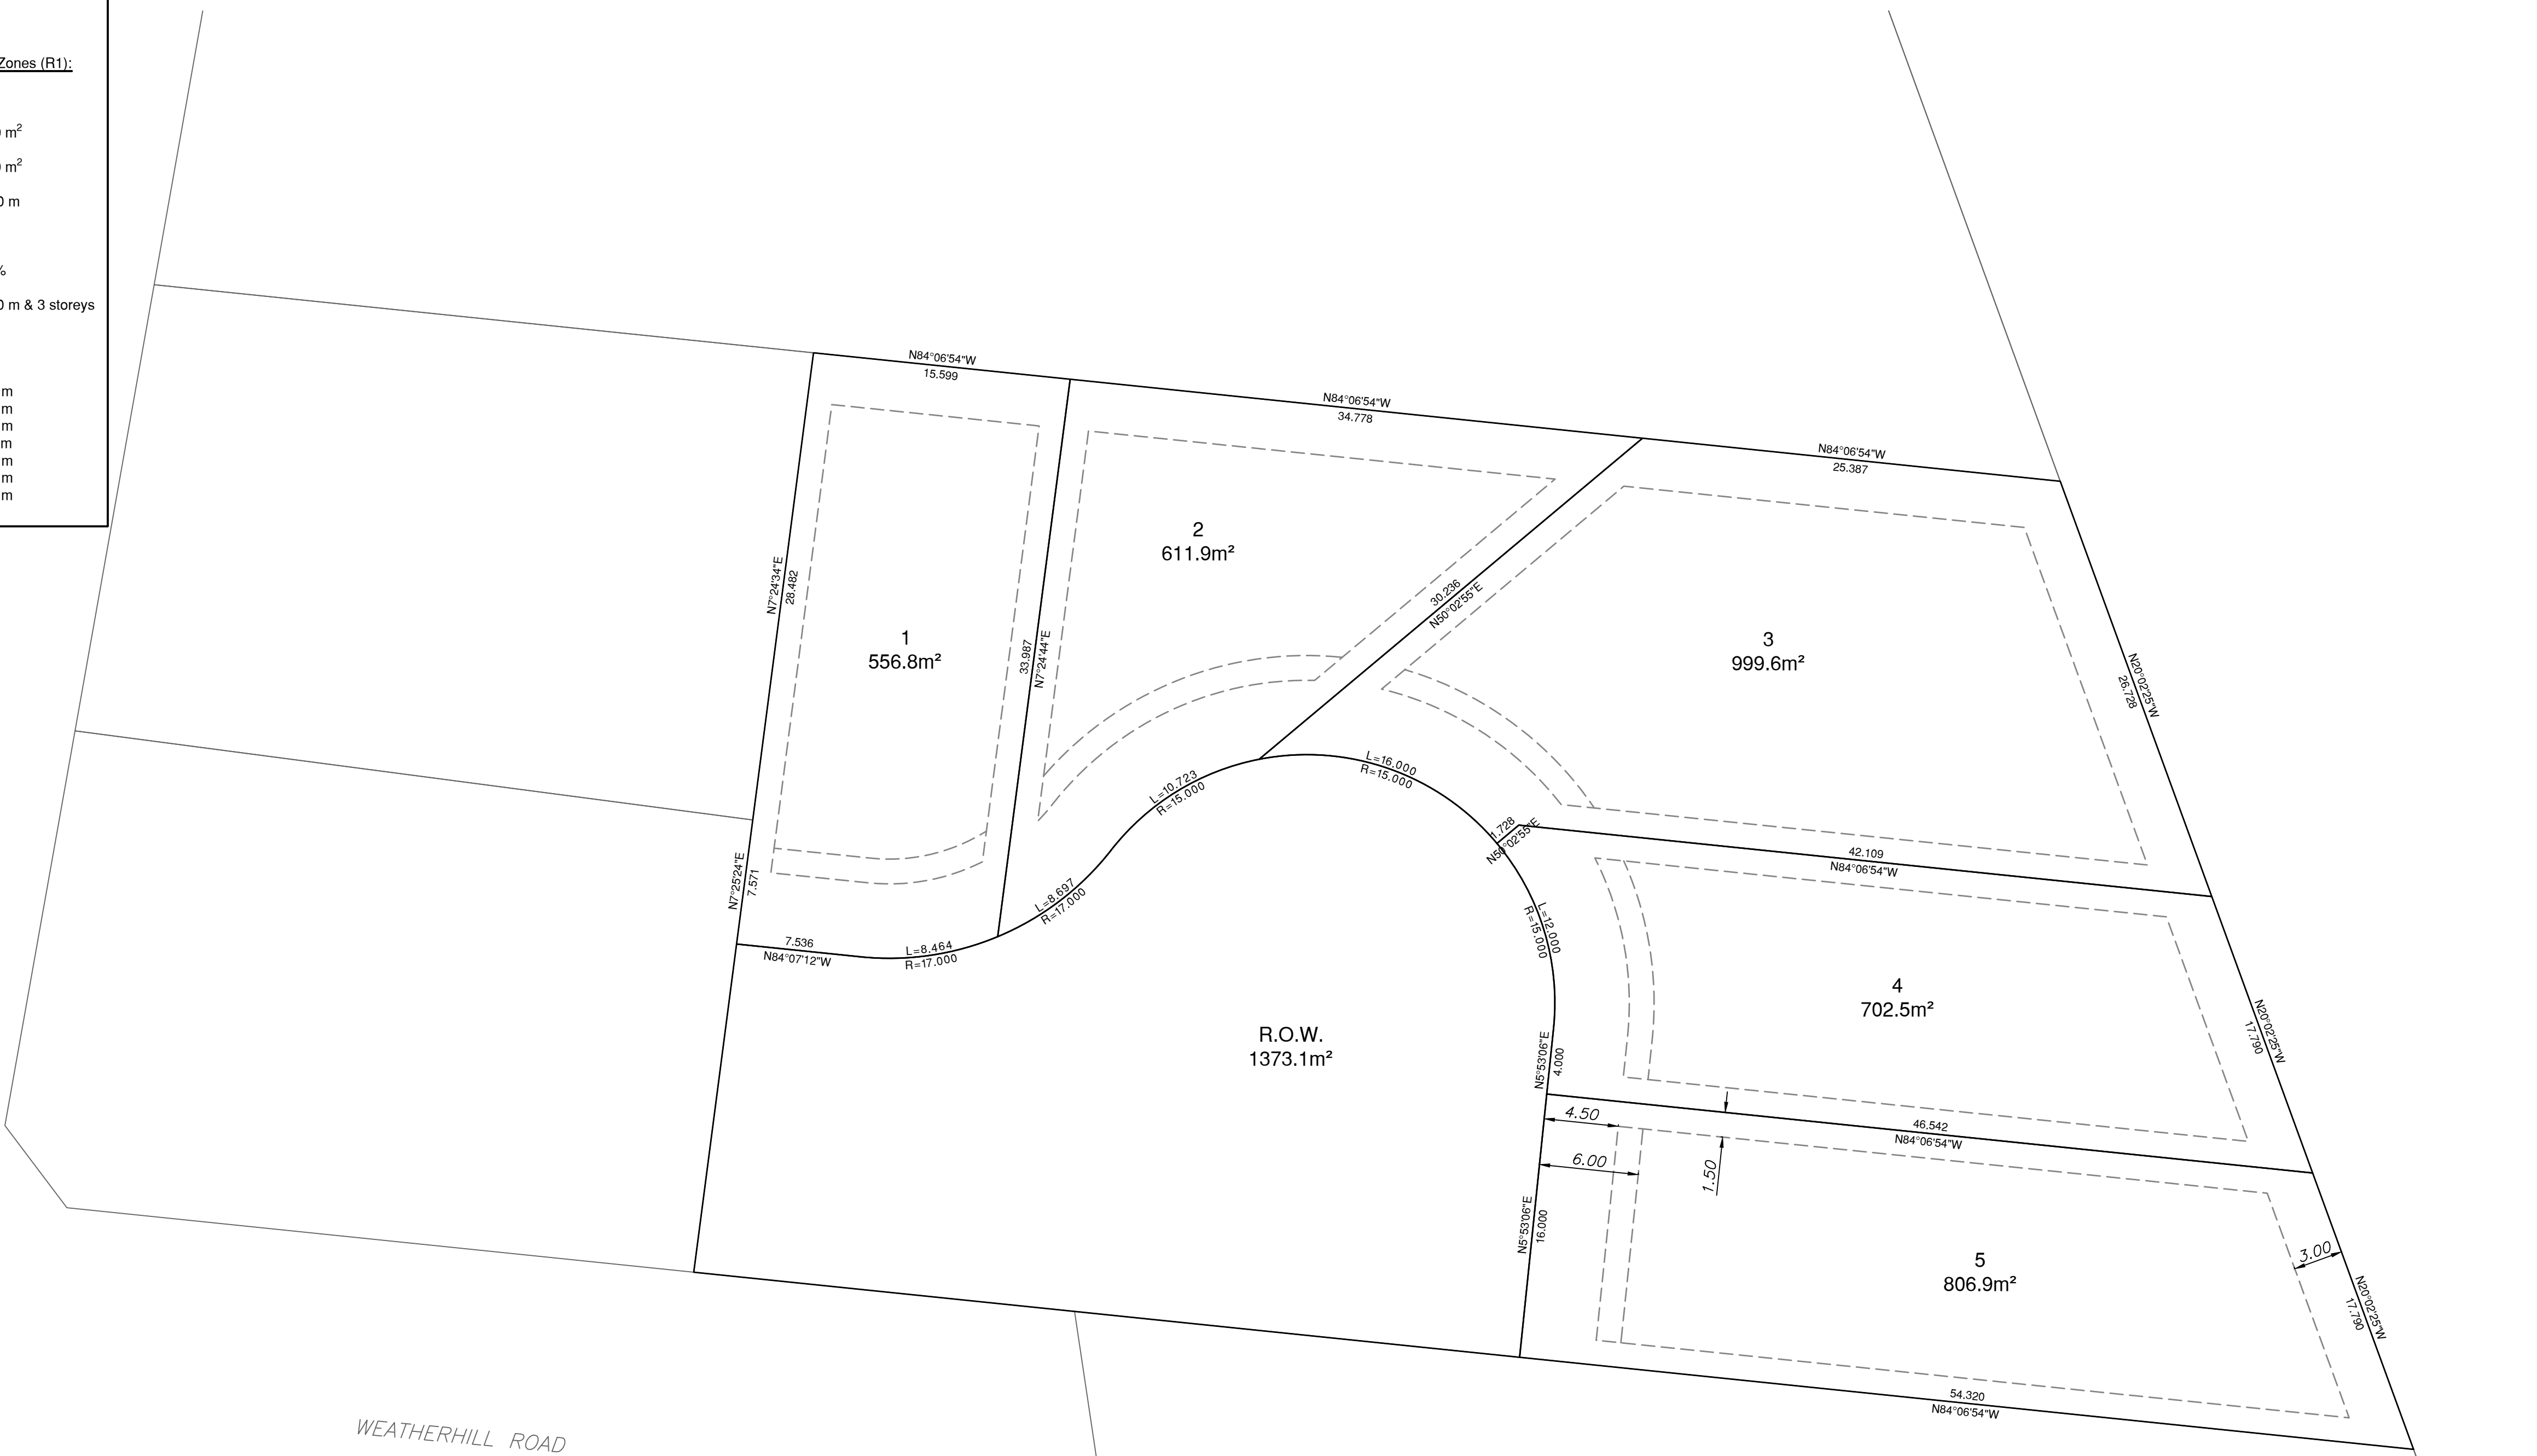 Zones (R1):
m²
m²
0 m
%
0 m & 3 storeys
m
m
m
m
m
m
m
N84°06'54"W
15.599
N84°06'54"W
34.778
N84°06'54"W
25.387
N7°24'34"E
28.482
1
556.8m²
33.987
N7°24'44"E
2
611.9m²
30.236
N50°02'55"E
3
999.6m²
N20°02'25"W
26.728
N7°25'24"E
7.571
7.536
N84°07'12"W
L=8.464
R=17.000
L=8.697
R=17.000
L=10.723
R=15.000
L=16.000
R=15.000
1.728
N50°02'55"E
42.109
N84°06'54"W
L=12.000
R=15.000
4
702.5m²
N20°02'25"W
17.790
R.O.W.
1373.1m²
N5°53'06"E
4.000
4.50
6.00
1.50
46.542
N84°06'54"W
N5°53'06"E
16.000
5
806.9m²
3.00
N20°02'25"W
17.790
54.320
N84°06'54"W
WEATHERHILL ROAD